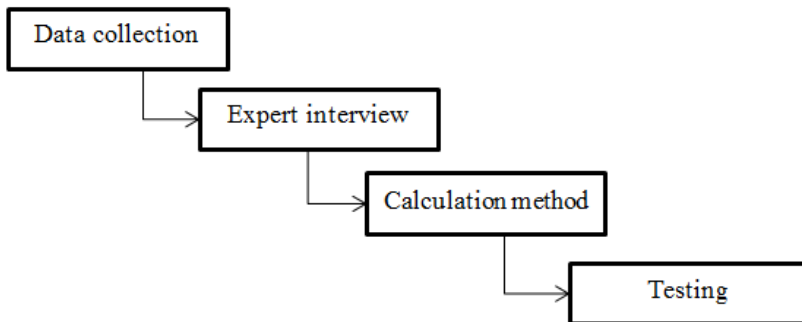 Data collection
Expert interview
Calculation method
Testing